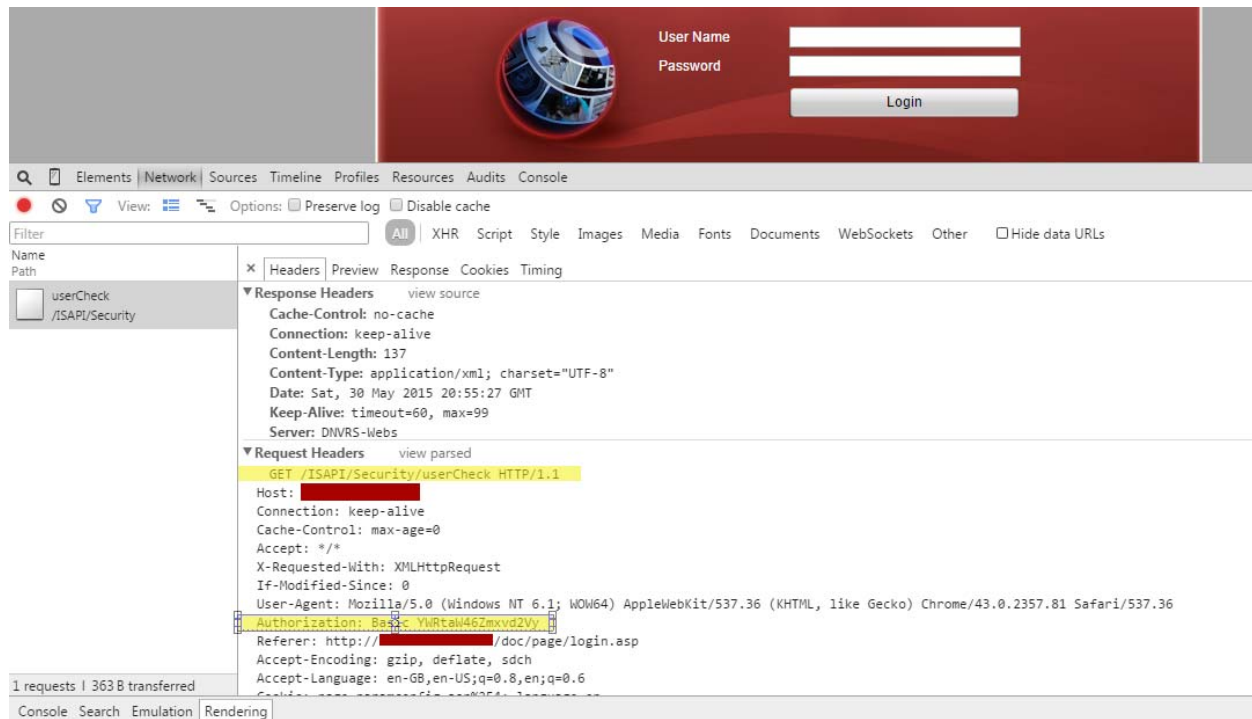 User Name
Password
Login
Elements Network Sources Timeline Profiles Resources Audits Console
View: Options: Preserve log Disable cache
Filter All XHR Script Style Images Media Fonts Documents WebSockets Other Hide data URLs
Name
Path
× Headers Preview Response Cookies Timing
userCheck
/ISAPI/Security
▼Response Headers view source
Cache-Control: no-cache
Connection: keep-alive
Content-Length: 137
Content-Type: application/xml; charset="UTF-8"
Date: Sat, 30 May 2015 20:55:27 GMT
Keep-Alive: timeout=60, max=99
Server: DNVRS-Webs
▼Request Headers view parsed
GET /ISAPI/Security/userCheck HTTP/1.1
Host:
Connection: keep-alive
Cache-Control: max-age=0
Accept: */*
X-Requested-With: XMLHttpRequest
If-Modified-Since: 0
User-Agent: Mozilla/5.0 (Windows NT 6.1; WOW64) AppleWebKit/537.36 (KHTML, like Gecko) Chrome/43.0.2357.81 Safari/537.36
Authorization: Basic YWRtaW46Zmxvd2Vy
Referer: http:// /doc/page/login.asp
Accept-Encoding: gzip, deflate, sdch
Accept-Language: en-GB,en-US;q=0.8,en;q=0.6
1 requests | 363 B transferred
Console Search Emulation Rendering